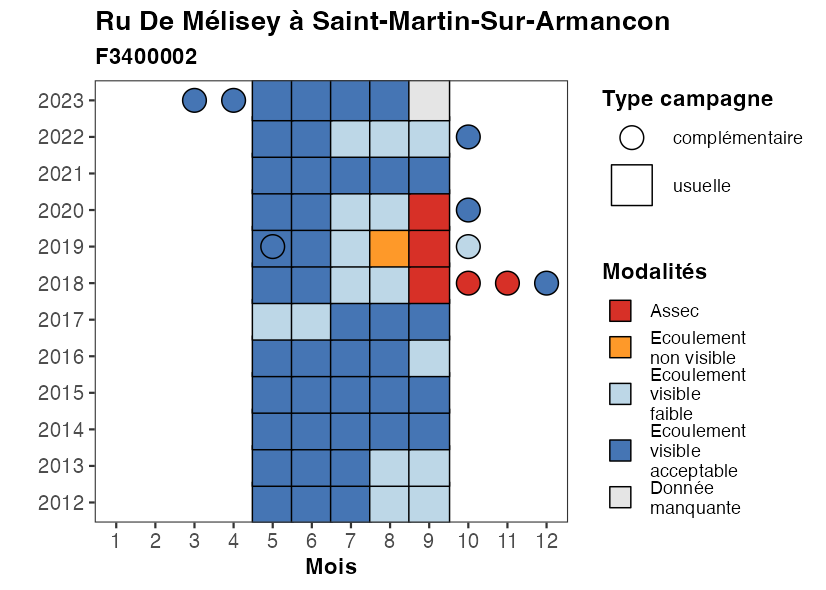 Ru De Mélisey à Saint-Martin-Sur-Armancon
F3400002
2023
2022
2021
2020
2019
2018
2017
2016
2015
2014
2013
2012
1 2 3 4 5 6 7 8 9 10 11 12
Mois
Type campagne
complémentaire
usuelle
Modalités
Assec
Ecoulement
non visible
Ecoulement
visible
faible
Ecoulement
visible
acceptable
Donnée
manquante